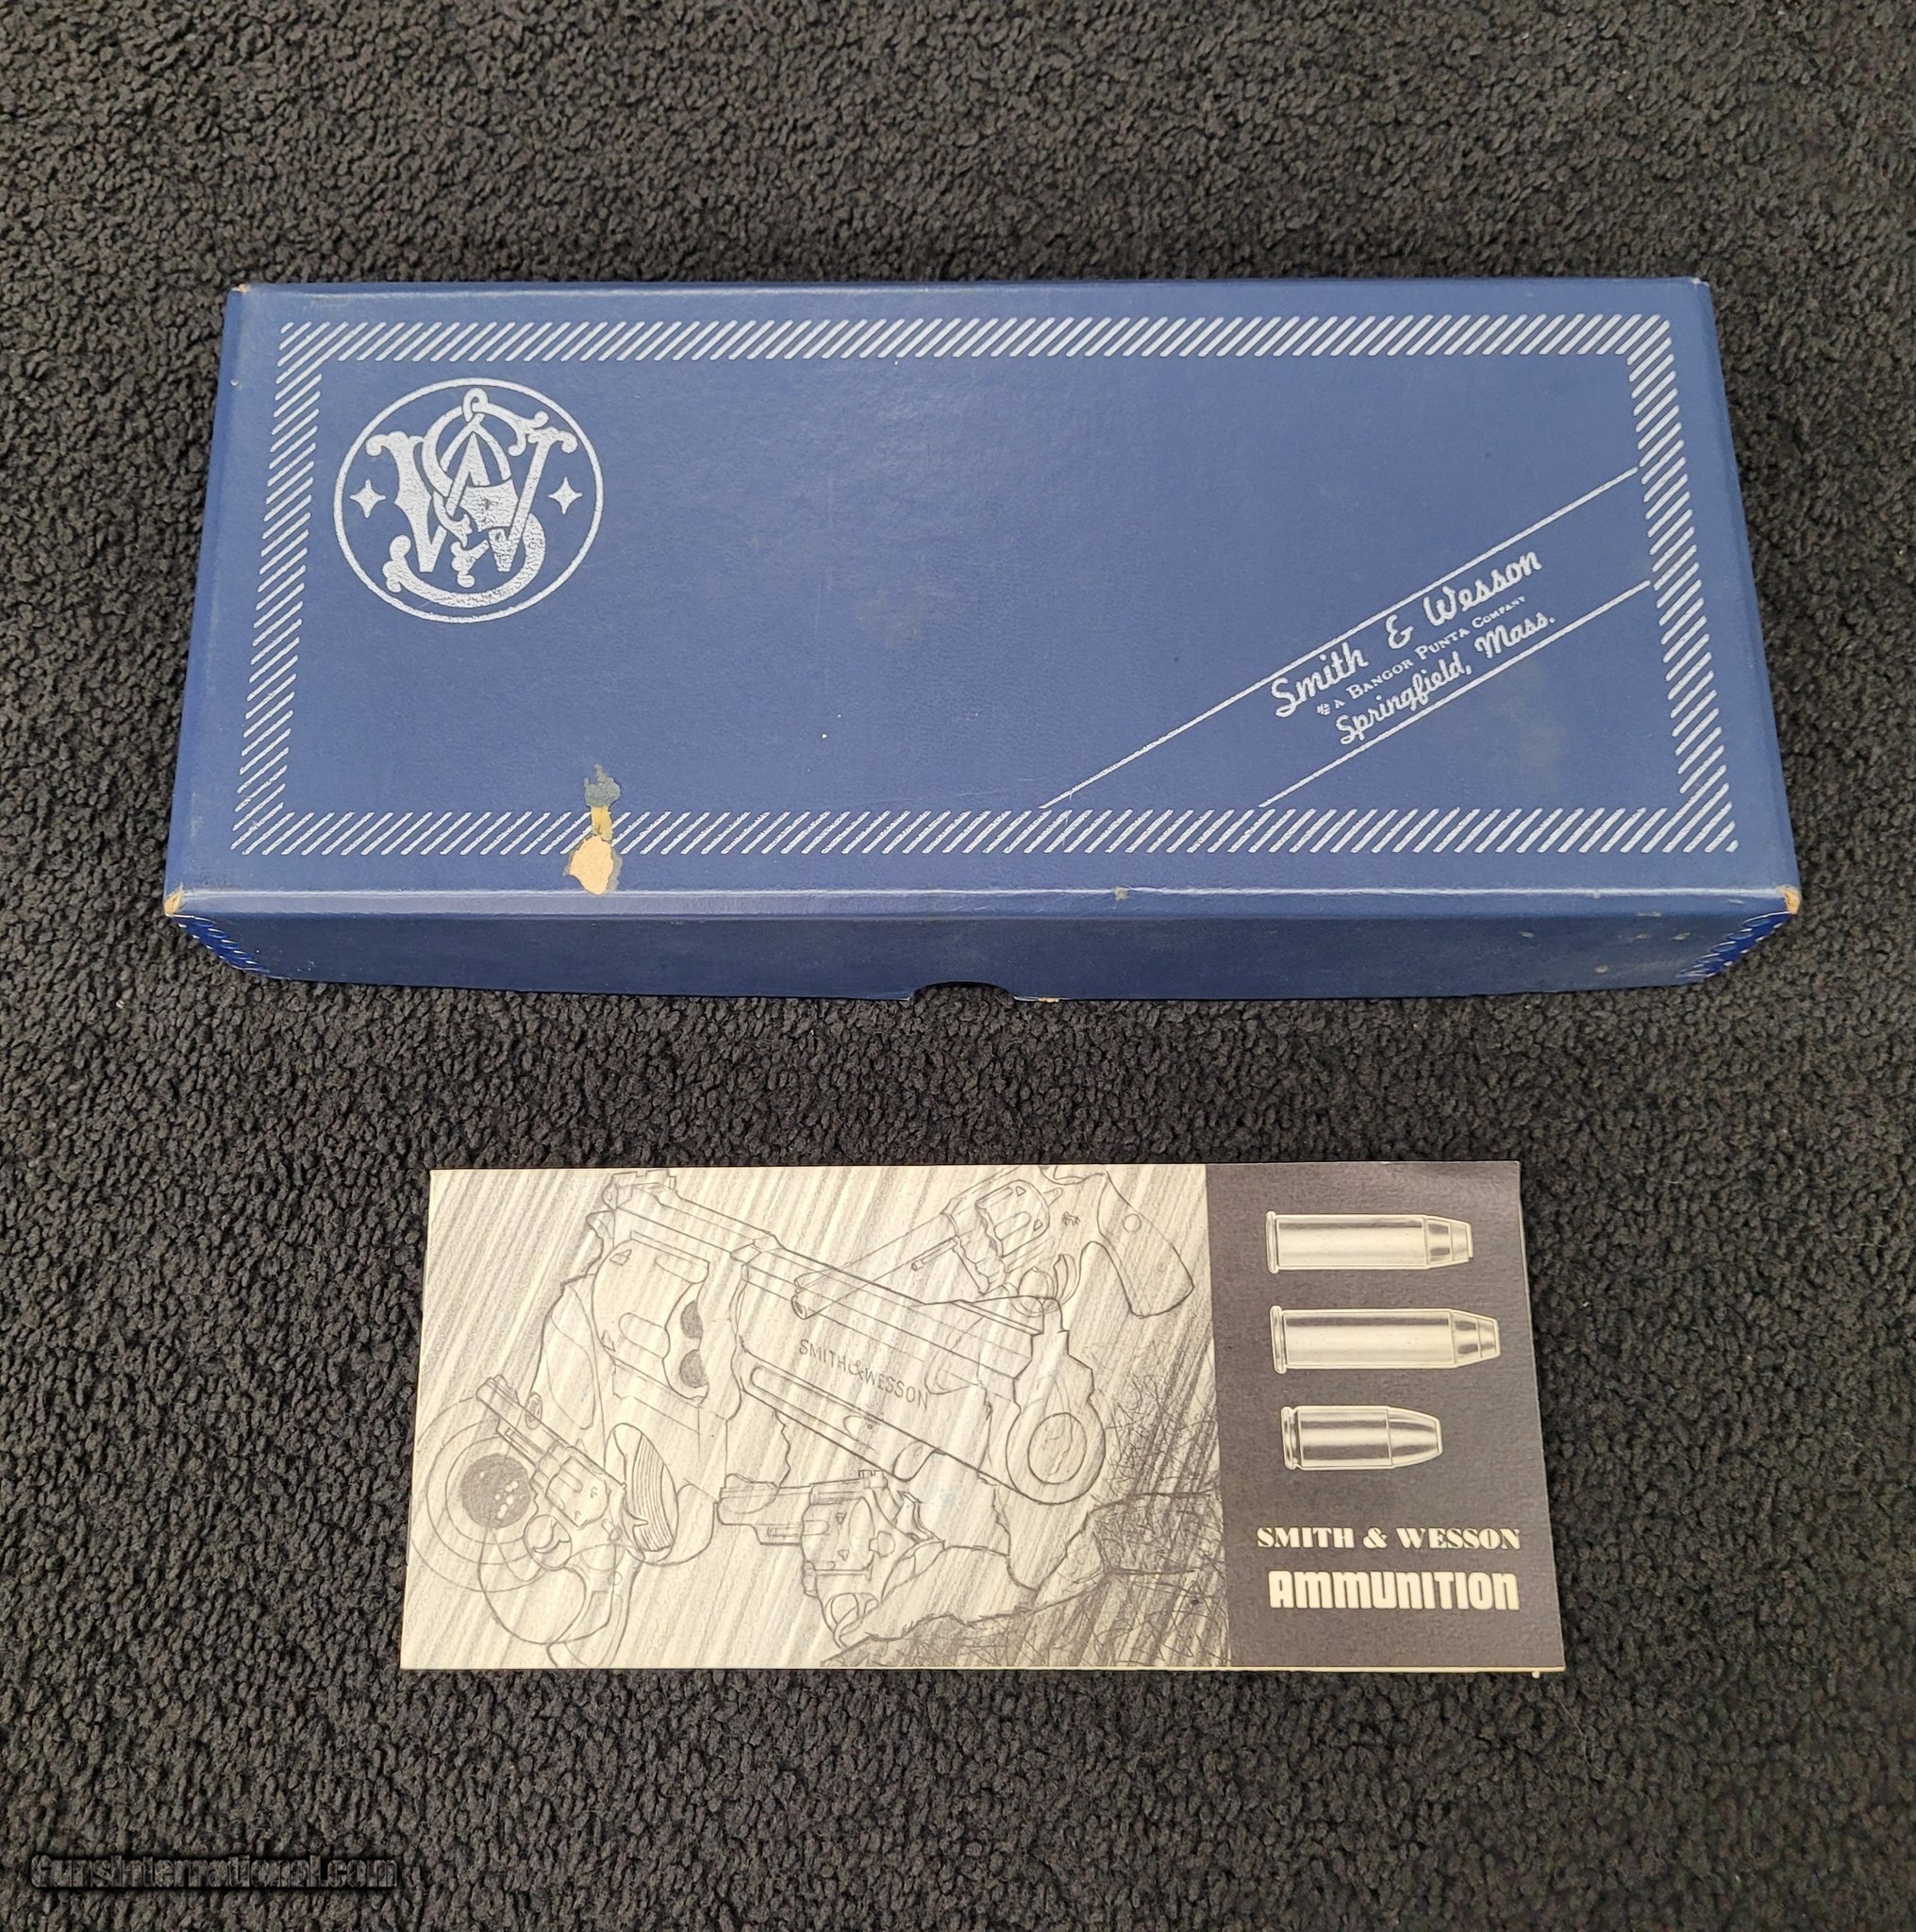 Smith & Wesson
A BANGOR PUNTA COMPANY
Springfield, Mass.
SMITH & WESSON
SMITH & WESSON
AMMUNITION
GunsInternational.com